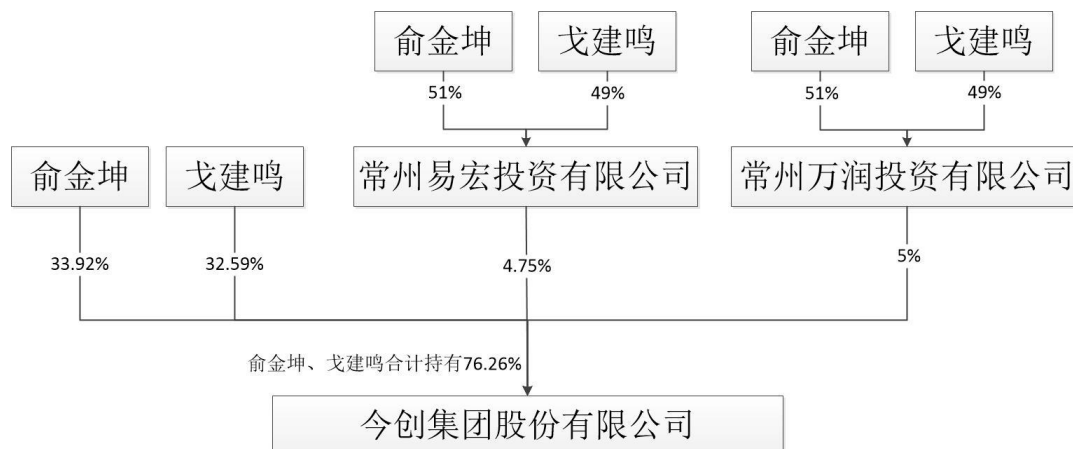 俞金坤
戈建鸣
俞金坤
戈建鸣
51%
49%
51%
49%
俞金坤
戈建鸣
常州易宏投资有限公司
常州万润投资有限公司
33.92%
32.59%
4.75%
5%
俞金坤、戈建鸣合计持有76.26%
今创集团股份有限公司